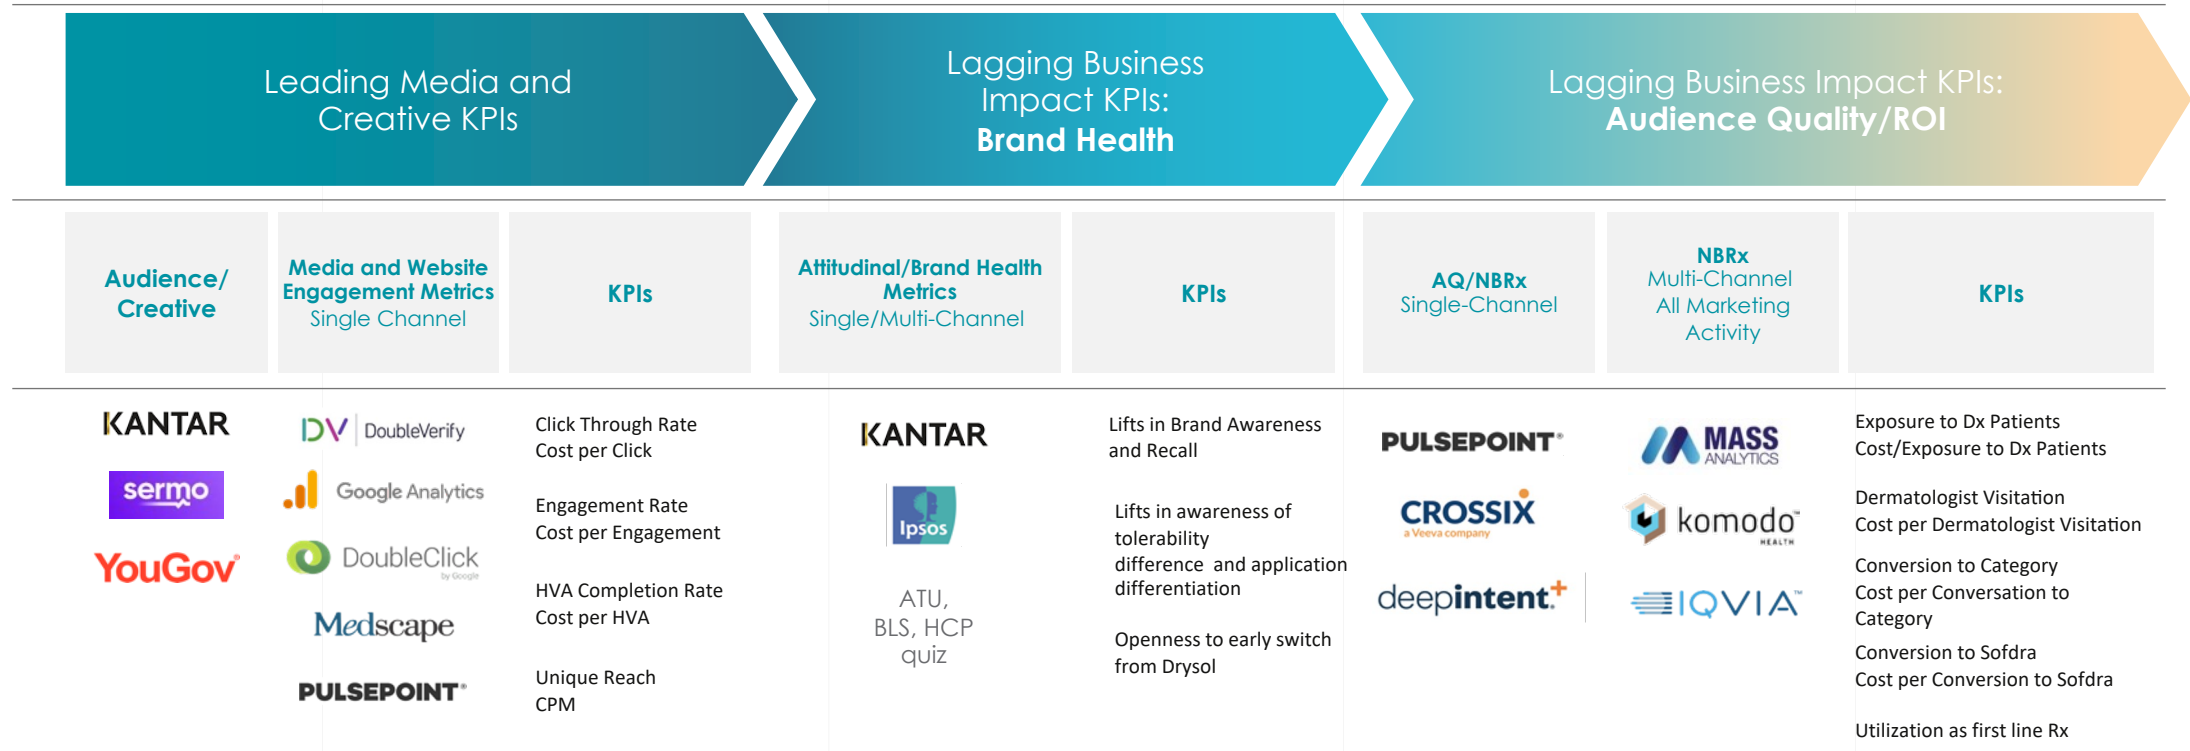 Leading Media and
Creative KPIs
Lagging Business
Impact KPIs:
Brand Health
Lagging Business Impact KPIs:
Audience Quality/ROI
Audience/
Creative
Media and Website
Engagement Metrics
Single Channel
KPIs
Attitudinal/Brand Health
Metrics
Single/Multi-Channel
KPIs
AQ/NBRx
Single-Channel
NBRx
Multi-Channel
All Marketing
Activity
KPIs
KANTAR
sermo
YouGov®
DV DoubleVerify
Google Analytics
DoubleClick
by Google
Medscape
PULSEPOINT®
Click Through Rate
Cost per Click
Engagement Rate
Cost per Engagement
HVA Completion Rate
Cost per HVA
Unique Reach
CPM
KANTAR
Ipsos
ATU,
BLS, HCP
quiz
Lifts in Brand Awareness
and Recall
Lifts in awareness of
tolerability
difference and application
differentiation
Openness to early switch
from Drysol
PULSEPOINT®
CROSSIX
a Veeva company
deepintent.+
MASS
ANALYTICS
komodo™
HEALTH
IQVIA™
Exposure to Dx Patients
Cost/Exposure to Dx Patients
Dermatologist Visitation
Cost per Dermatologist Visitation
Conversion to Category
Cost per Conversation to
Category
Conversion to Sofdra
Cost per Conversion to Sofdra
Utilization as first line Rx